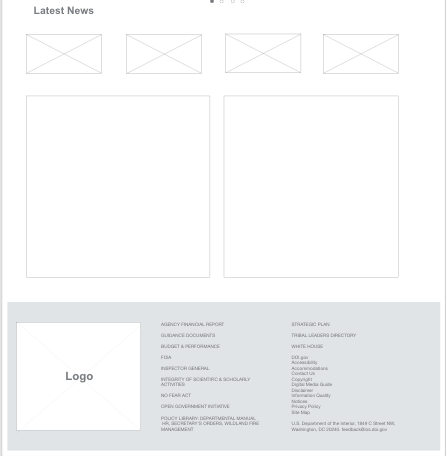 Latest News
Logo
AGENCY FINANCIAL REPORT
GUIDANCE DOCUMENTS
BUDGET & PERFORMANCE
FOIA
INSPECTOR GENERAL
INTEGRITY OF SCIENTIFIC & SCHOLARLY
ACTIVITIES
NO FEAR ACT
OPEN GOVERNMENT INITIATIVE
POLICY LIBRARY: DEPARTMENTAL MANUAL
HR, SECRETARY'S ORDERS, WILDLAND FIRE
MANAGEMENT
STRATEGIC PLAN
TRIBAL LEADERS DIRECTORY
WHITE HOUSE
DOI.gov
Accessibility
Accommodations
Contact Us
Copyright
Digital Media Guide
Disclaimer
Information Quality
Notices
Privacy Policy
Site Map
U.S. Department of the Interior, 1849 C Street NW,
Washington, DC 20240. feedback@ios.doi.gov